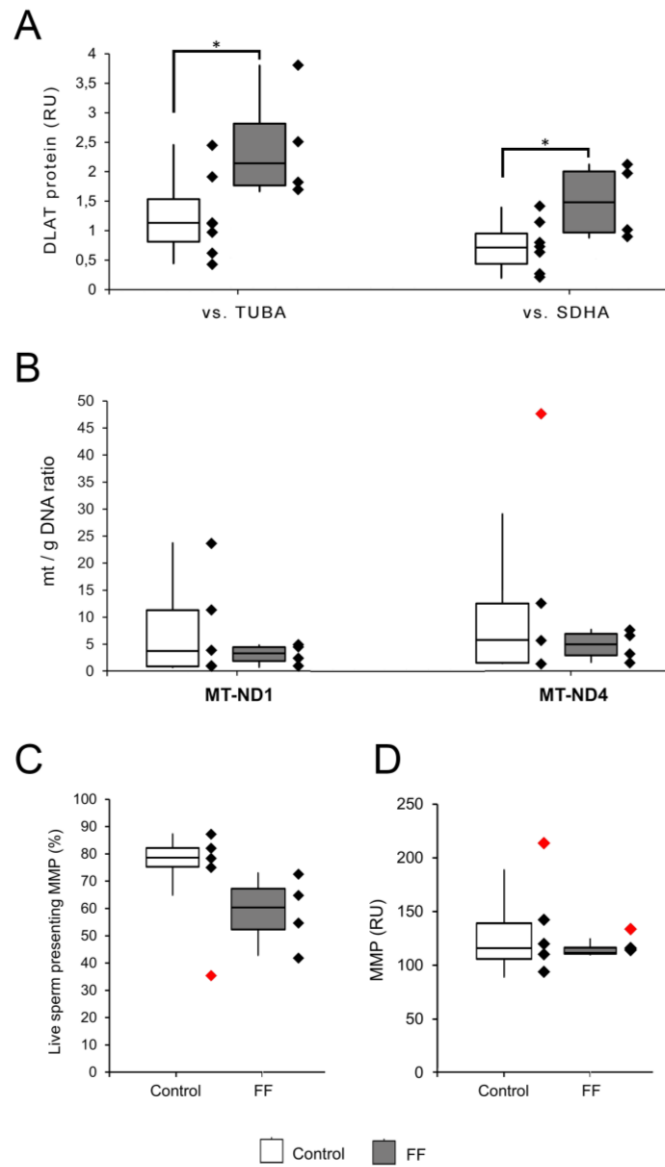 A
*
*
DLAT protein (RU)
4
3,5
3
2,5
2
1,5
1
0,5
0
vs. TUBA
vs. SDHA
B
mt / g DNA ratio
50
45
40
35
30
25
20
15
10
5
0
MT-ND1
MT-ND4
C
Live sperm presenting MMP (%)
100
90
80
70
60
50
40
30
20
10
0
Control
FF
D
MMP (RU)
250
200
150
100
50
0
Control
FF
Control
FF